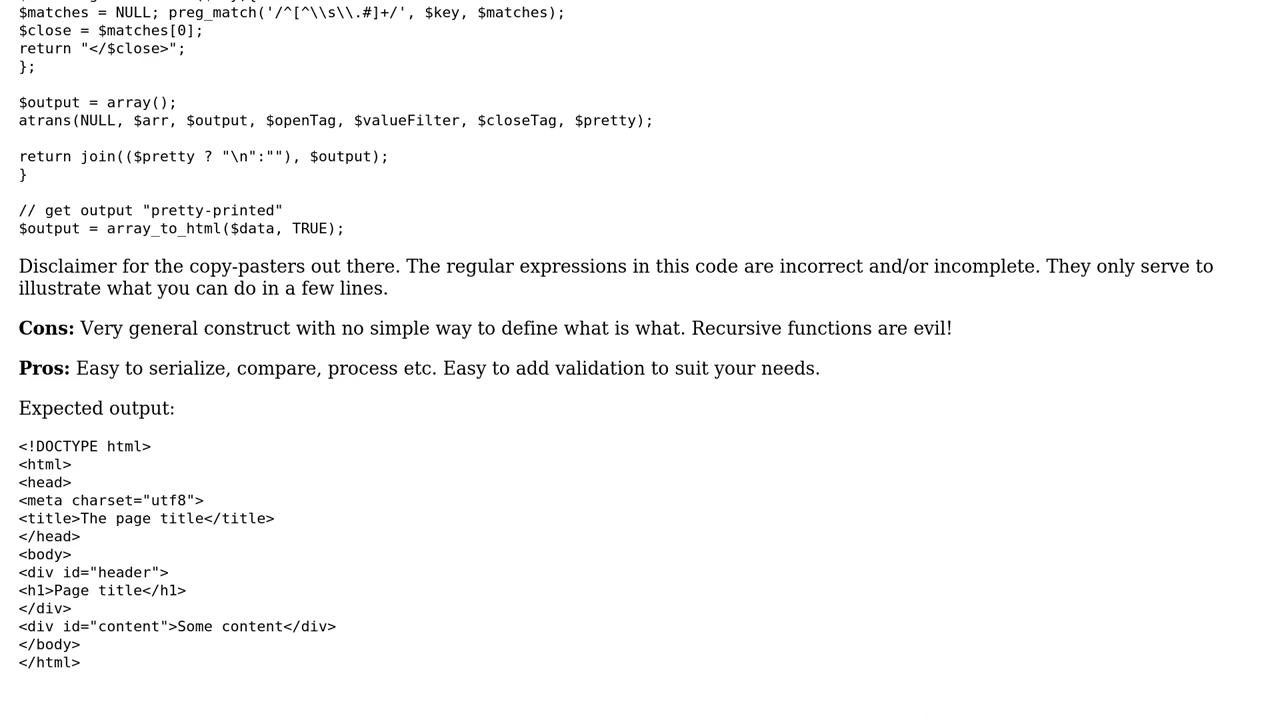 $matches = NULL; preg_match('/^[^\\s\\.#]+/', $key, $matches);
$close = $matches[0];
return "</$close>";
};
$output = array();
atrans(NULL, $arr, $output, $openTag, $valueFilter, $closeTag, $pretty);
return join(($pretty ? "\n":""), $output);
}
// get output "pretty-printed"
$output = array_to_html($data, TRUE);
Disclaimer for the copy-pasters out there. The regular expressions in this code are incorrect and/or incomplete. They only serve to
illustrate what you can do in a few lines.
Cons: Very general construct with no simple way to define what is what. Recursive functions are evil!
Pros: Easy to serialize, compare, process etc. Easy to add validation to suit your needs.
Expected output:
<!DOCTYPE html>
<html>
<head>
<meta charset="utf8">
<title>The page title</title>
</head>
<body>
<div id="header">
<h1>Page title</h1>
</div>
<div id="content">Some content</div>
</body>
</html>